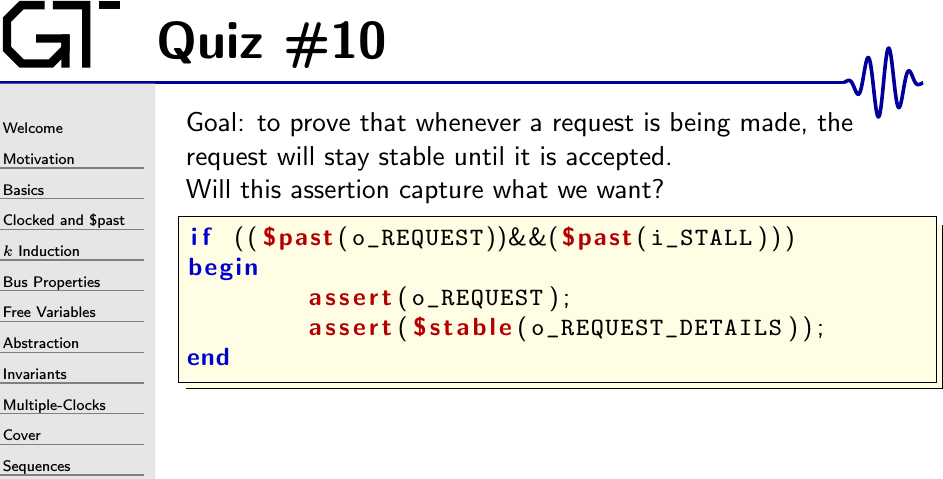 GT
Quiz #10
Welcome
Motivation
Basics
Clocked and $past
k Induction
Bus Properties
Free Variables
Abstraction
Invariants
Multiple-Clocks
Cover
Sequences
Goal: to prove that whenever a request is being made, the
request will stay stable until it is accepted.
Will this assertion capture what we want?
if (($past(o_REQUEST))&&($past(i_STALL)))
begin
assert(o_REQUEST);
assert($stable(o_REQUEST_DETAILS));
end